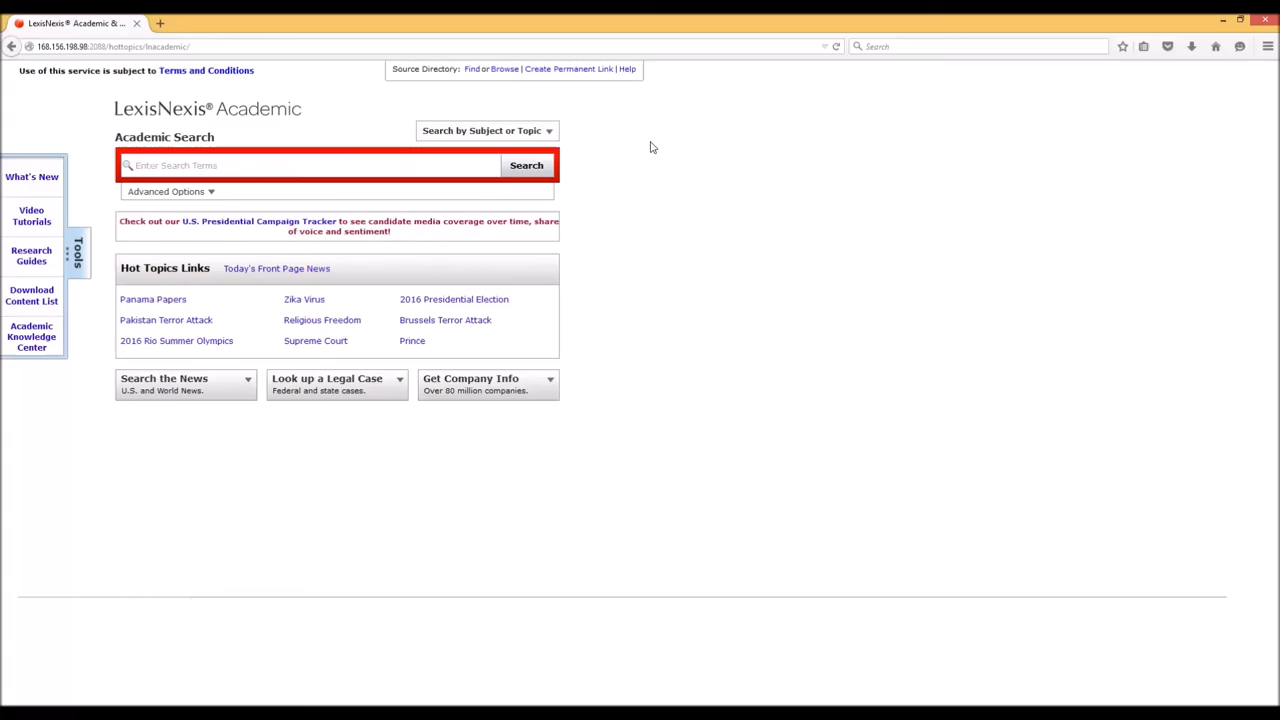 LexisNexis® Academic & ...
168.156.198.98:2088/hottopics/lnacademic/
Search
Use of this service is subject to Terms and Conditions
Source Directory: Find or Browse | Create Permanent Link | Help
LexisNexis® Academic
Academic Search
Search by Subject or Topic
Enter Search Terms
Search
Advanced Options
Check out our U.S. Presidential Campaign Tracker to see candidate media coverage over time, share
of voice and sentiment!
What's New
Video
Tutorials
Research
Guides
Download
Content List
Academic
Knowledge
Center
Tools
Hot Topics Links Today's Front Page News
Panama Papers Zika Virus 2016 Presidential Election
Pakistan Terror Attack Religious Freedom Brussels Terror Attack
2016 Rio Summer Olympics Supreme Court Prince
Search the News
U.S. and World News.
Look up a Legal Case
Federal and state cases.
Get Company Info
Over 80 million companies.